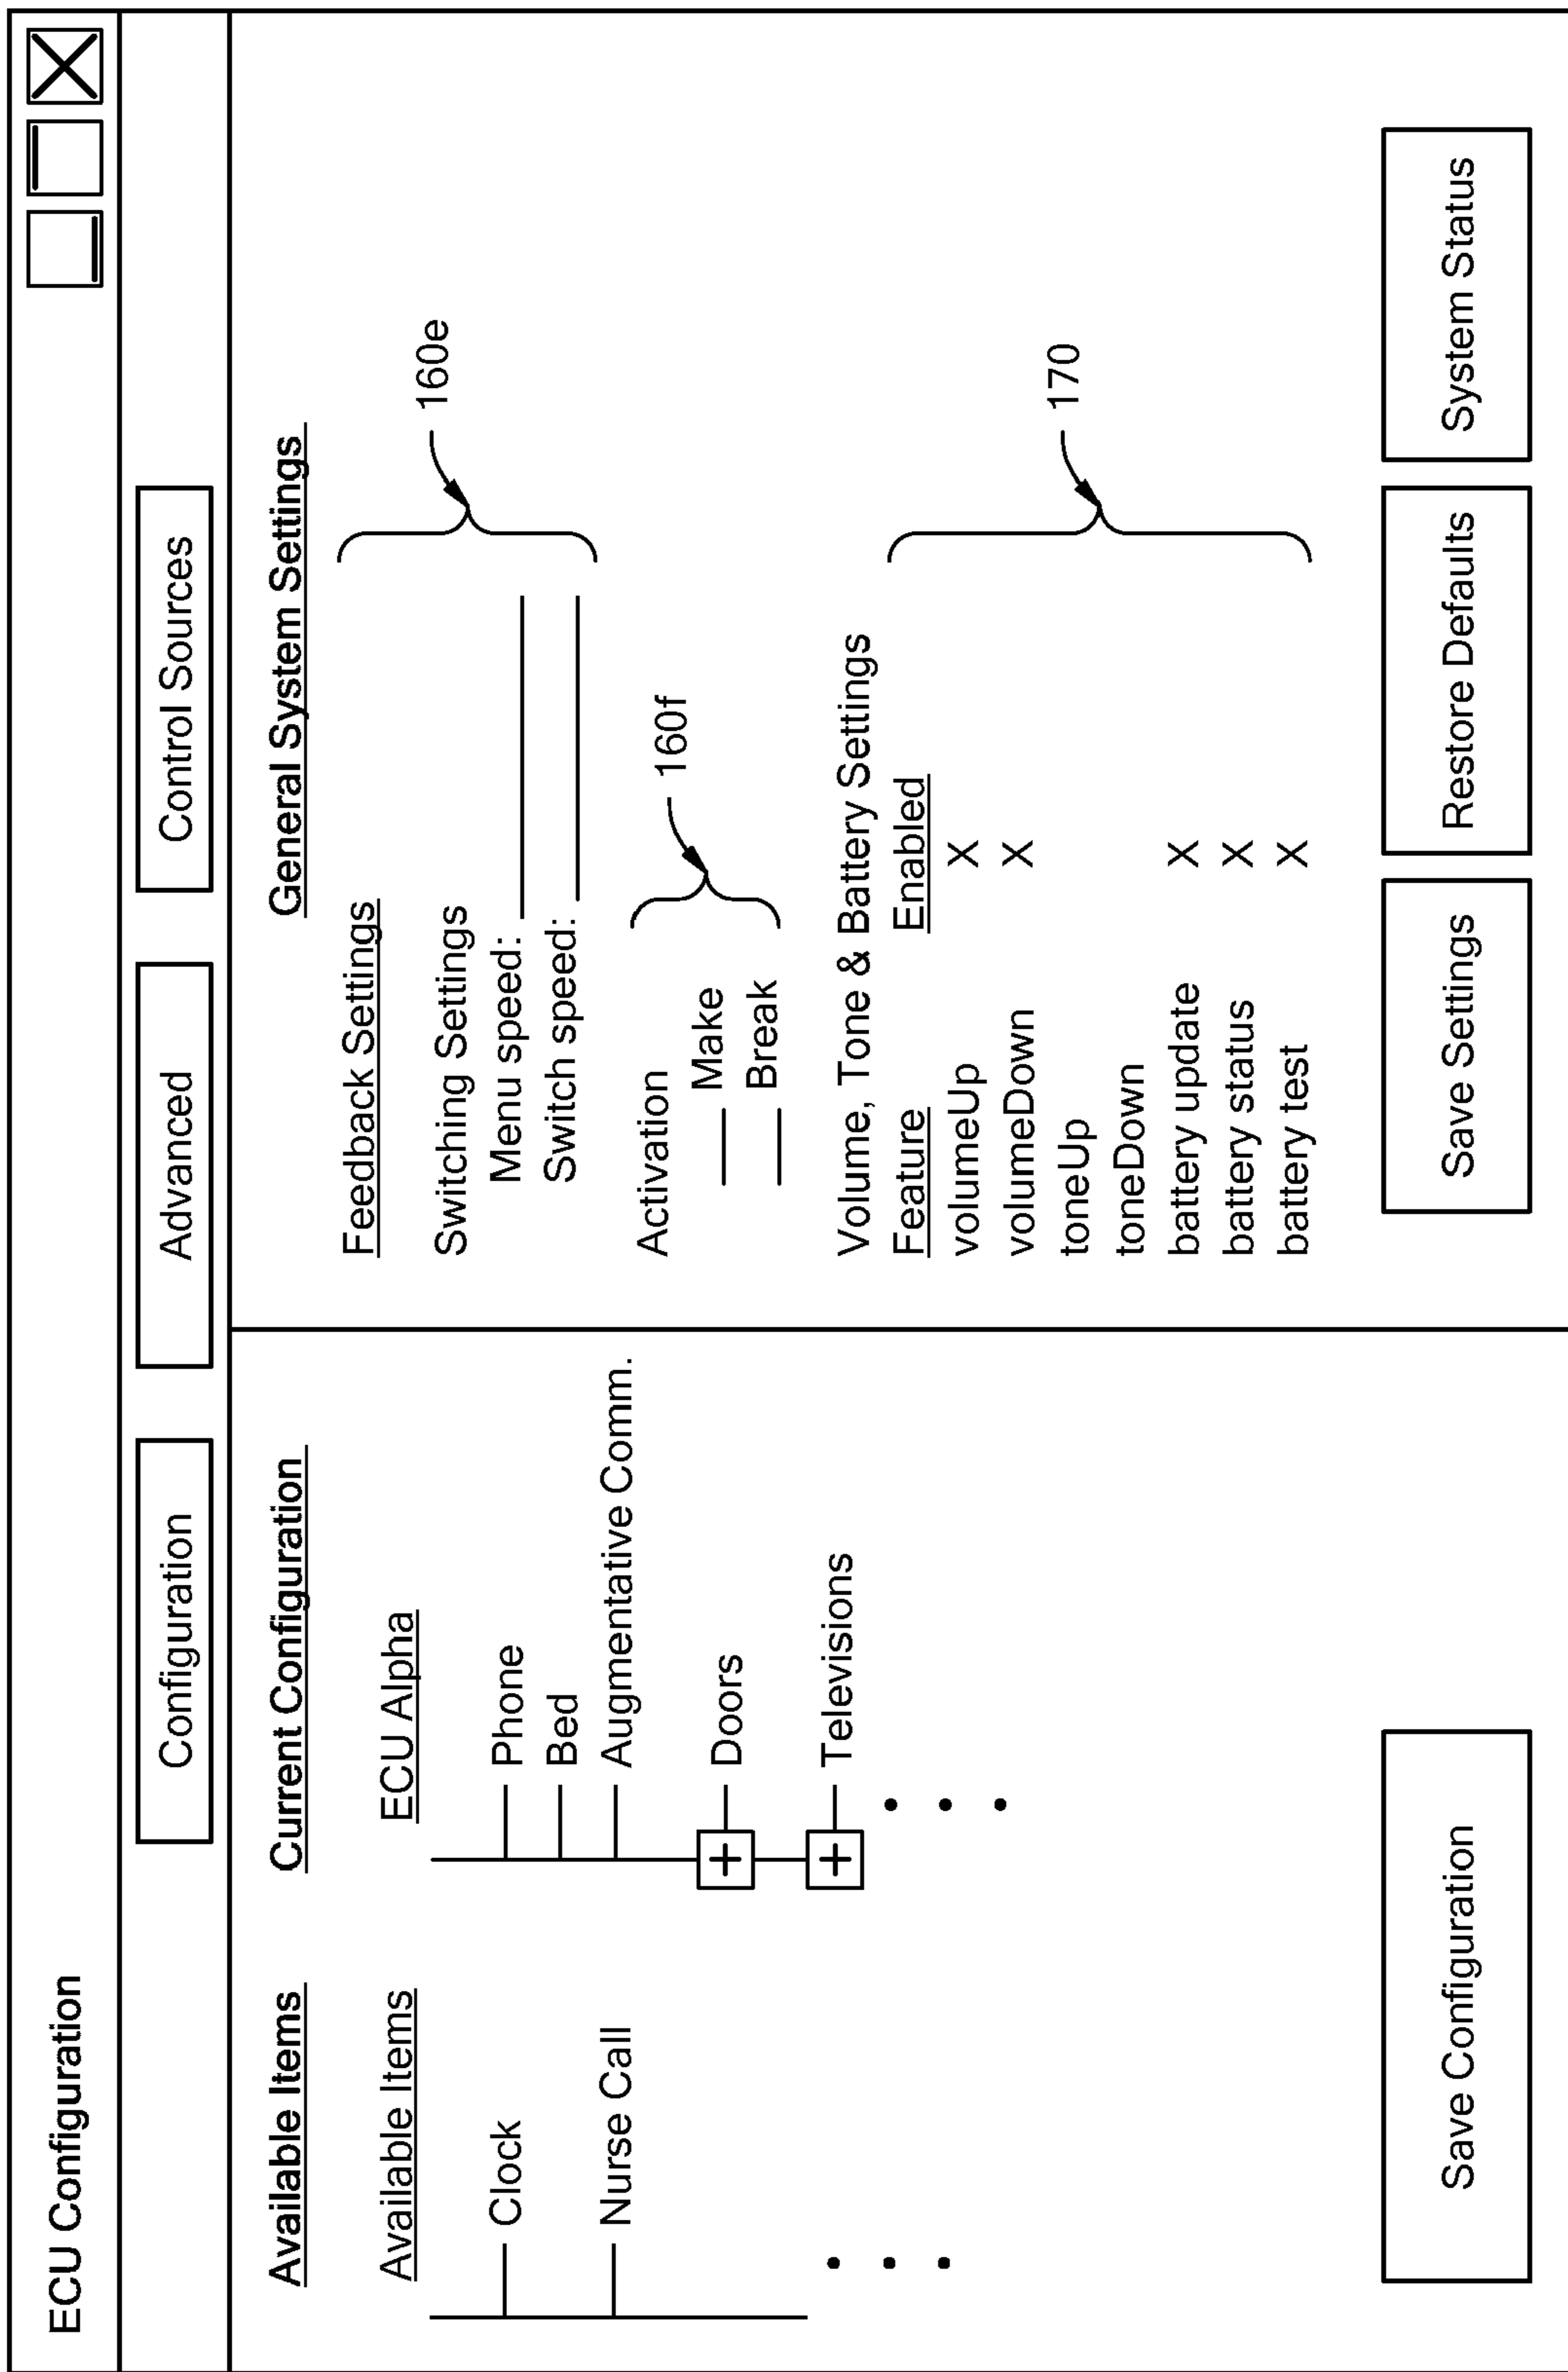 ECU Configuration
Configuration
Advanced
Control Sources
Available Items
Available Items
Clock
Nurse Call
Current Configuration
ECU Alpha
Phone
Bed
Augmentative Comm.
+ Doors
+ Televisions
Save Configuration
General System Settings
Feedback Settings
Switching Settings
Menu speed:
Switch speed:
160e
Activation
Make
Break
160f
Volume, Tone & Battery Settings
Feature Enabled
volumeUp X
volumeDown X
toneUp
toneDown
battery update X
battery status X
battery test X
170
Save Settings
Restore Defaults
System Status